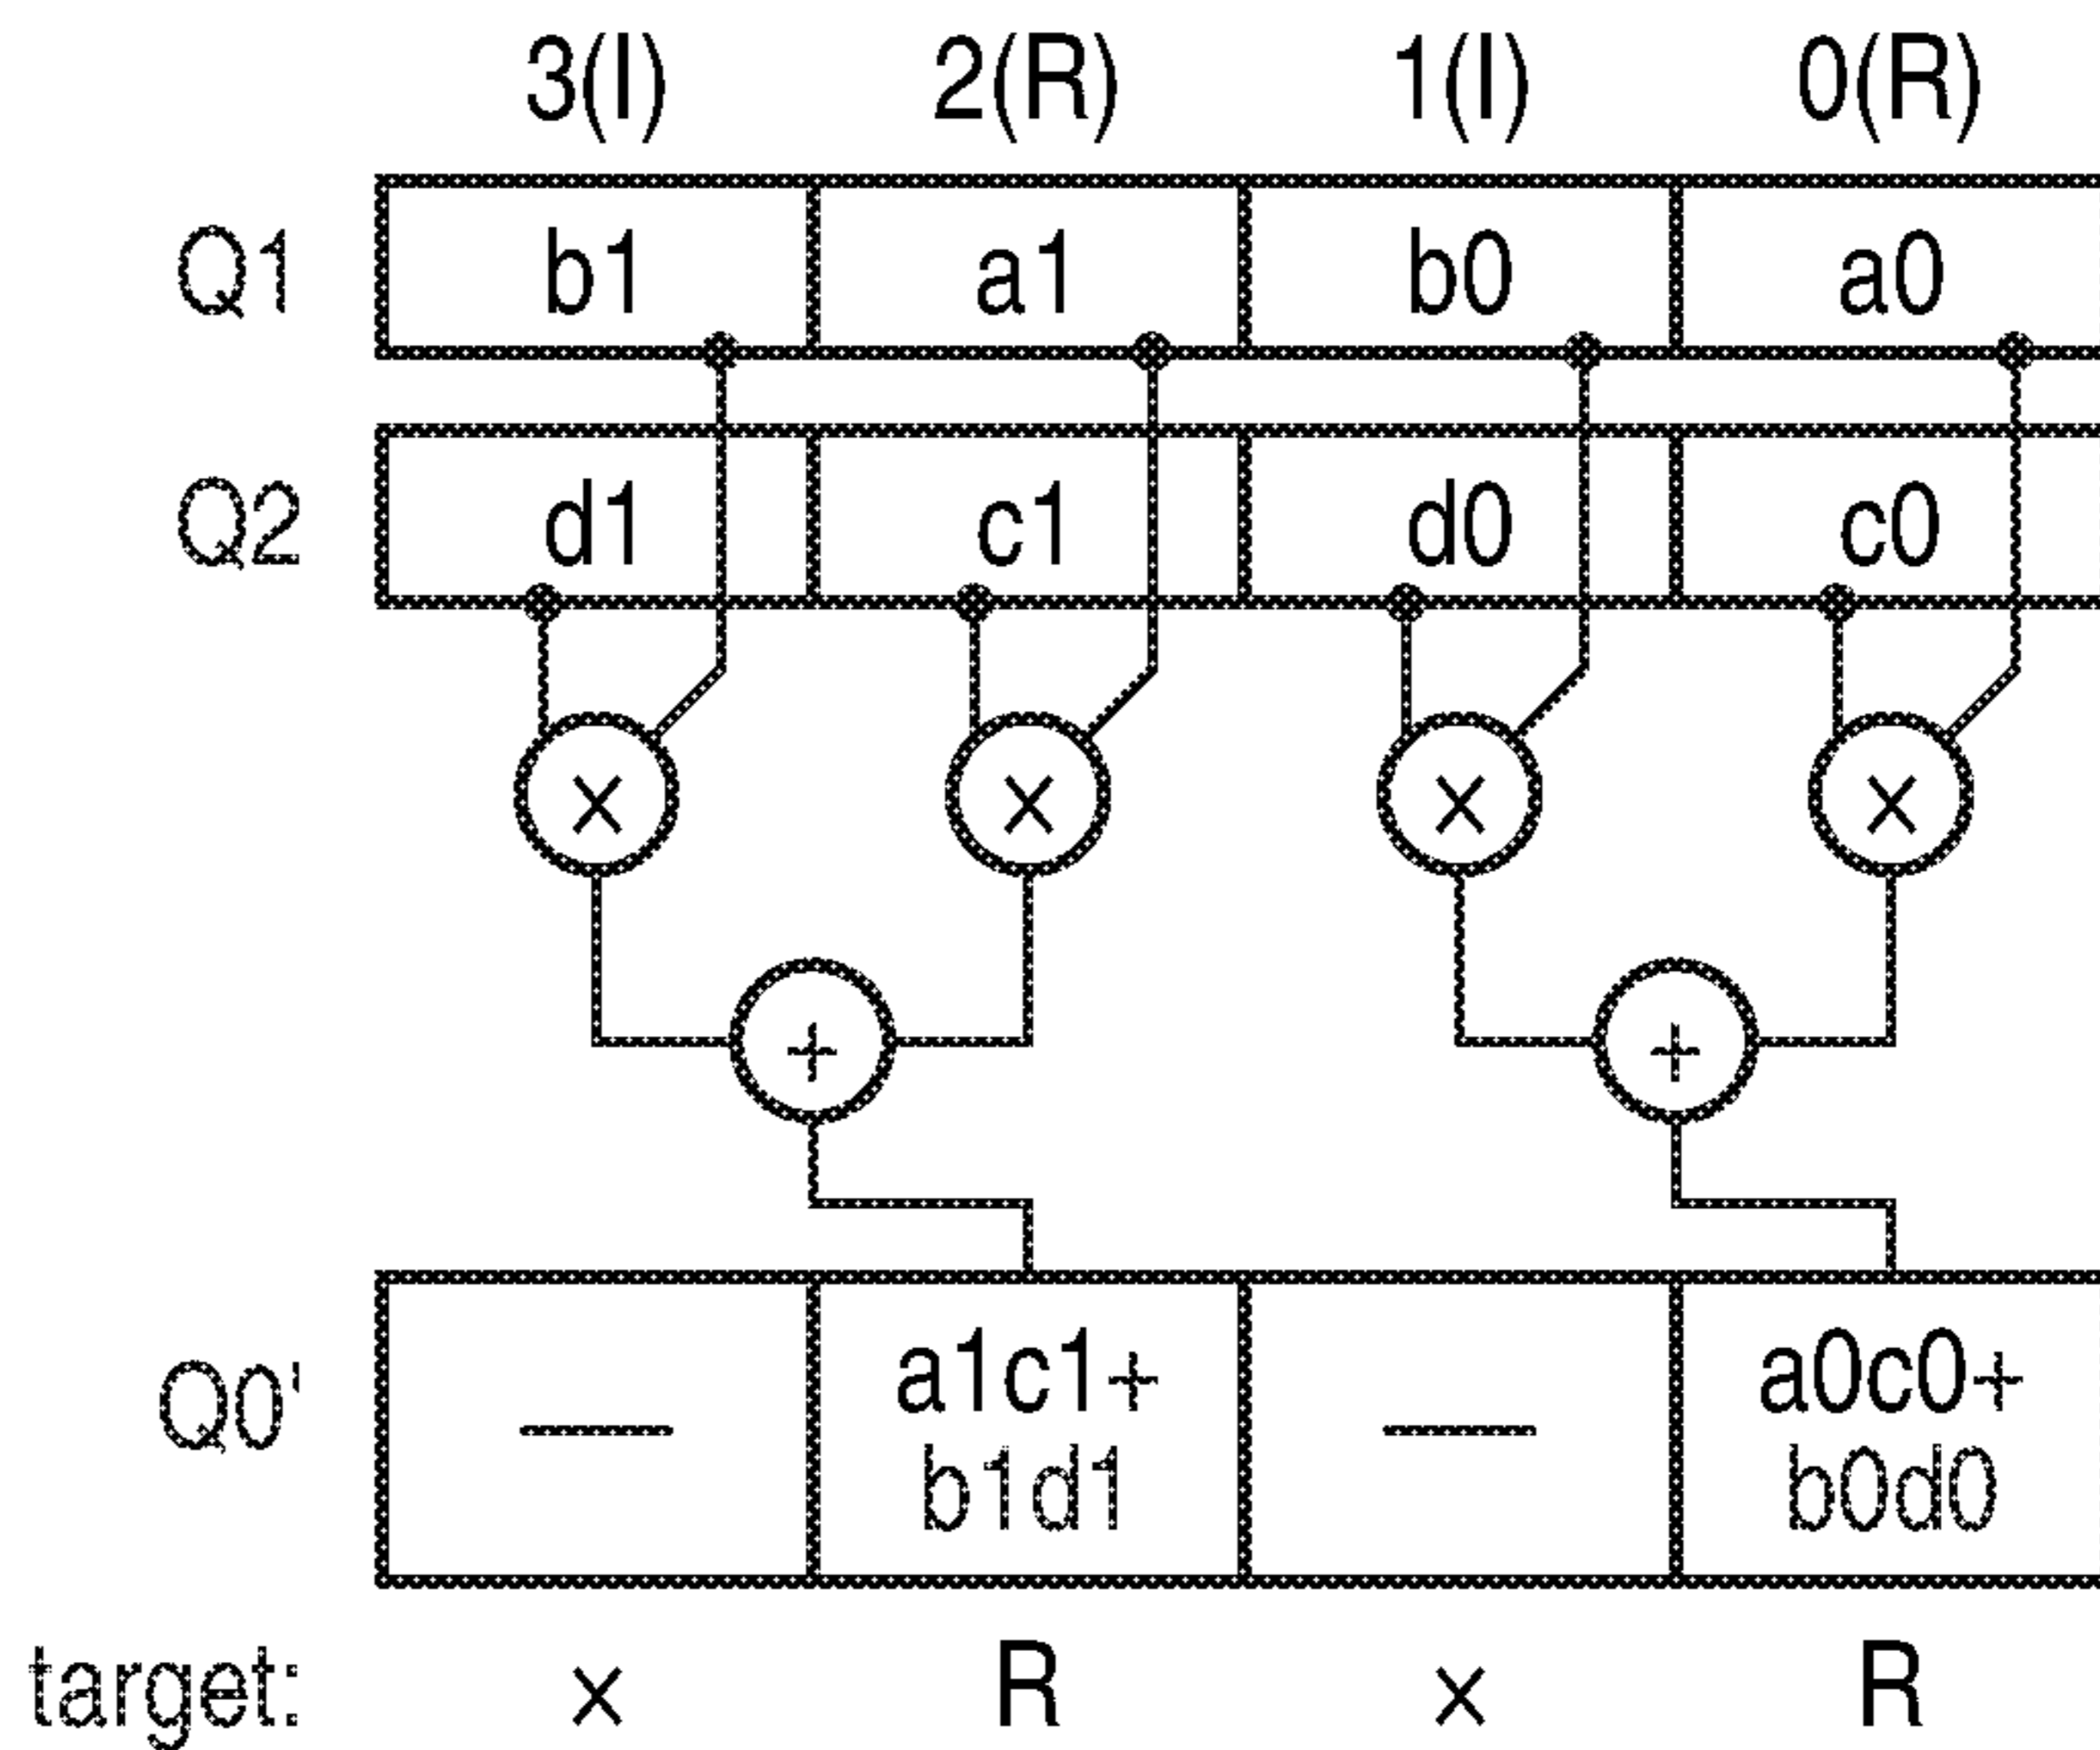 3(I) 2(R) 1(I) 0(R)
Q1 b1 a1 b0 a0
Q2 d1 c1 d0 c0
× × × ×
+ +
Q0' — a1c1+ — a0c0+
b1d1 b0d0
target: × R × R